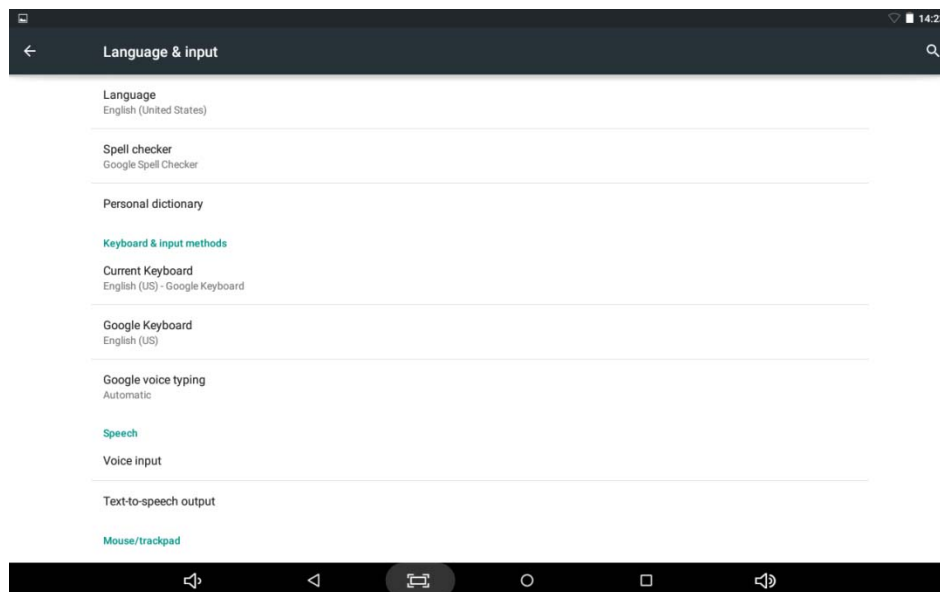 14:2
Language & input
Language
English (United States)
Spell checker
Google Spell Checker
Personal dictionary
Keyboard & input methods
Current Keyboard
English (US) - Google Keyboard
Google Keyboard
English (US)
Google voice typing
Automatic
Speech
Voice input
Text-to-speech output
Mouse/trackpad